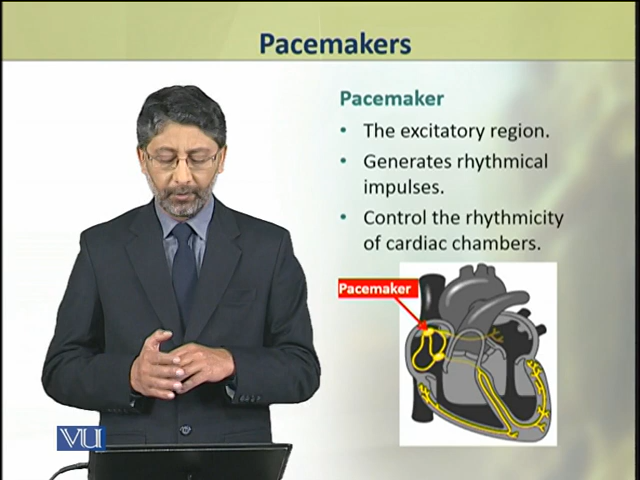 Pacemakers
Pacemaker
• The excitatory region.
• Generates rhythmical
impulses.
• Control the rhythmicity
of cardiac chambers.
Pacemaker
VU